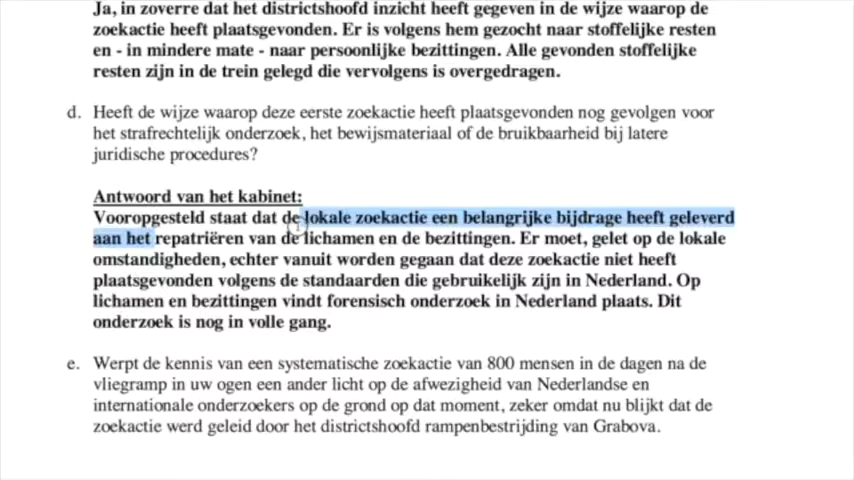 Ja, in zoverre dat het districtshoofd inzicht heeft gegeven in de wijze waarop de
zoekactie heeft plaatsgevonden. Er is volgens hem gezocht naar stoffelijke resten
en - in mindere mate - naar persoonlijke bezittingen. Alle gevonden stoffelijke
resten zijn in de trein gelegd die vervolgens is overgedragen.
d. Heeft de wijze waarop deze eerste zoekactie heeft plaatsgevonden nog gevolgen voor
het strafrechtelijk onderzoek, het bewijsmateriaal of de bruikbaarheid bij latere
juridische procedures?
Antwoord van het kabinet:
Vooropgesteld staat dat de lokale zoekactie een belangrijke bijdrage heeft geleverd
aan het repatriëren van de lichamen en de bezittingen. Er moet, gelet op de lokale
omstandigheden, echter vanuit worden gegaan dat deze zoekactie niet heeft
plaatsgevonden volgens de standaarden die gebruikelijk zijn in Nederland. Op
lichamen en bezittingen vindt forensisch onderzoek in Nederland plaats. Dit
onderzoek is nog in volle gang.
e. Werpt de kennis van een systematische zoekactie van 800 mensen in de dagen na de
vliegramp in uw ogen een ander licht op de afwezigheid van Nederlandse en
internationale onderzoekers op de grond op dat moment, zeker omdat nu blijkt dat de
zoekactie werd geleid door het districtshoofd rampenbestrijding van Grabova.